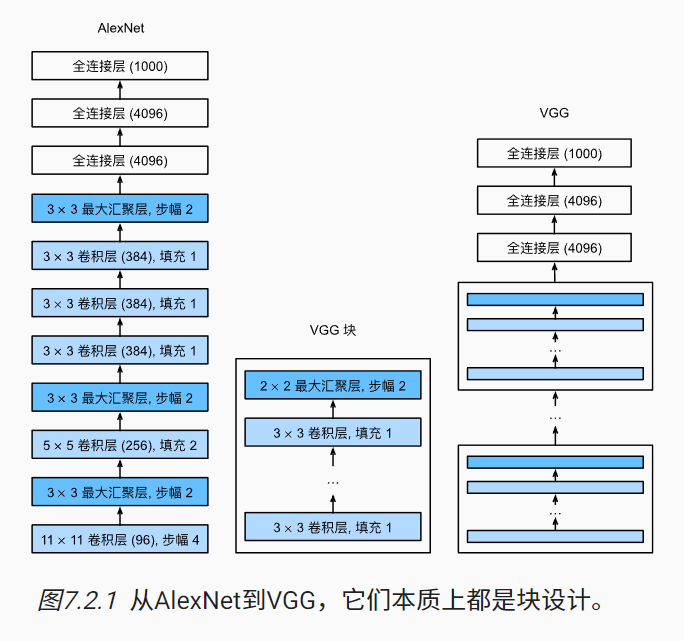 AlexNet
全连接层 (1000)
全连接层 (4096)
全连接层 (4096)
3 × 3 最大汇聚层, 步幅 2
3 × 3 卷积层 (384), 填充 1
3 × 3 卷积层 (384), 填充 1
3 × 3 卷积层 (384), 填充 1
3 × 3 最大汇聚层, 步幅 2
5 × 5 卷积层 (256), 填充 2
3 × 3 最大汇聚层, 步幅 2
11 × 11 卷积层 (96), 步幅 4
VGG 块
2 × 2 最大汇聚层, 步幅 2
3 × 3 卷积层, 填充 1
...
3 × 3 卷积层, 填充 1
VGG
全连接层 (1000)
全连接层 (4096)
全连接层 (4096)
...
...
...
图7.2.1 从AlexNet到VGG，它们本质上都是块设计。